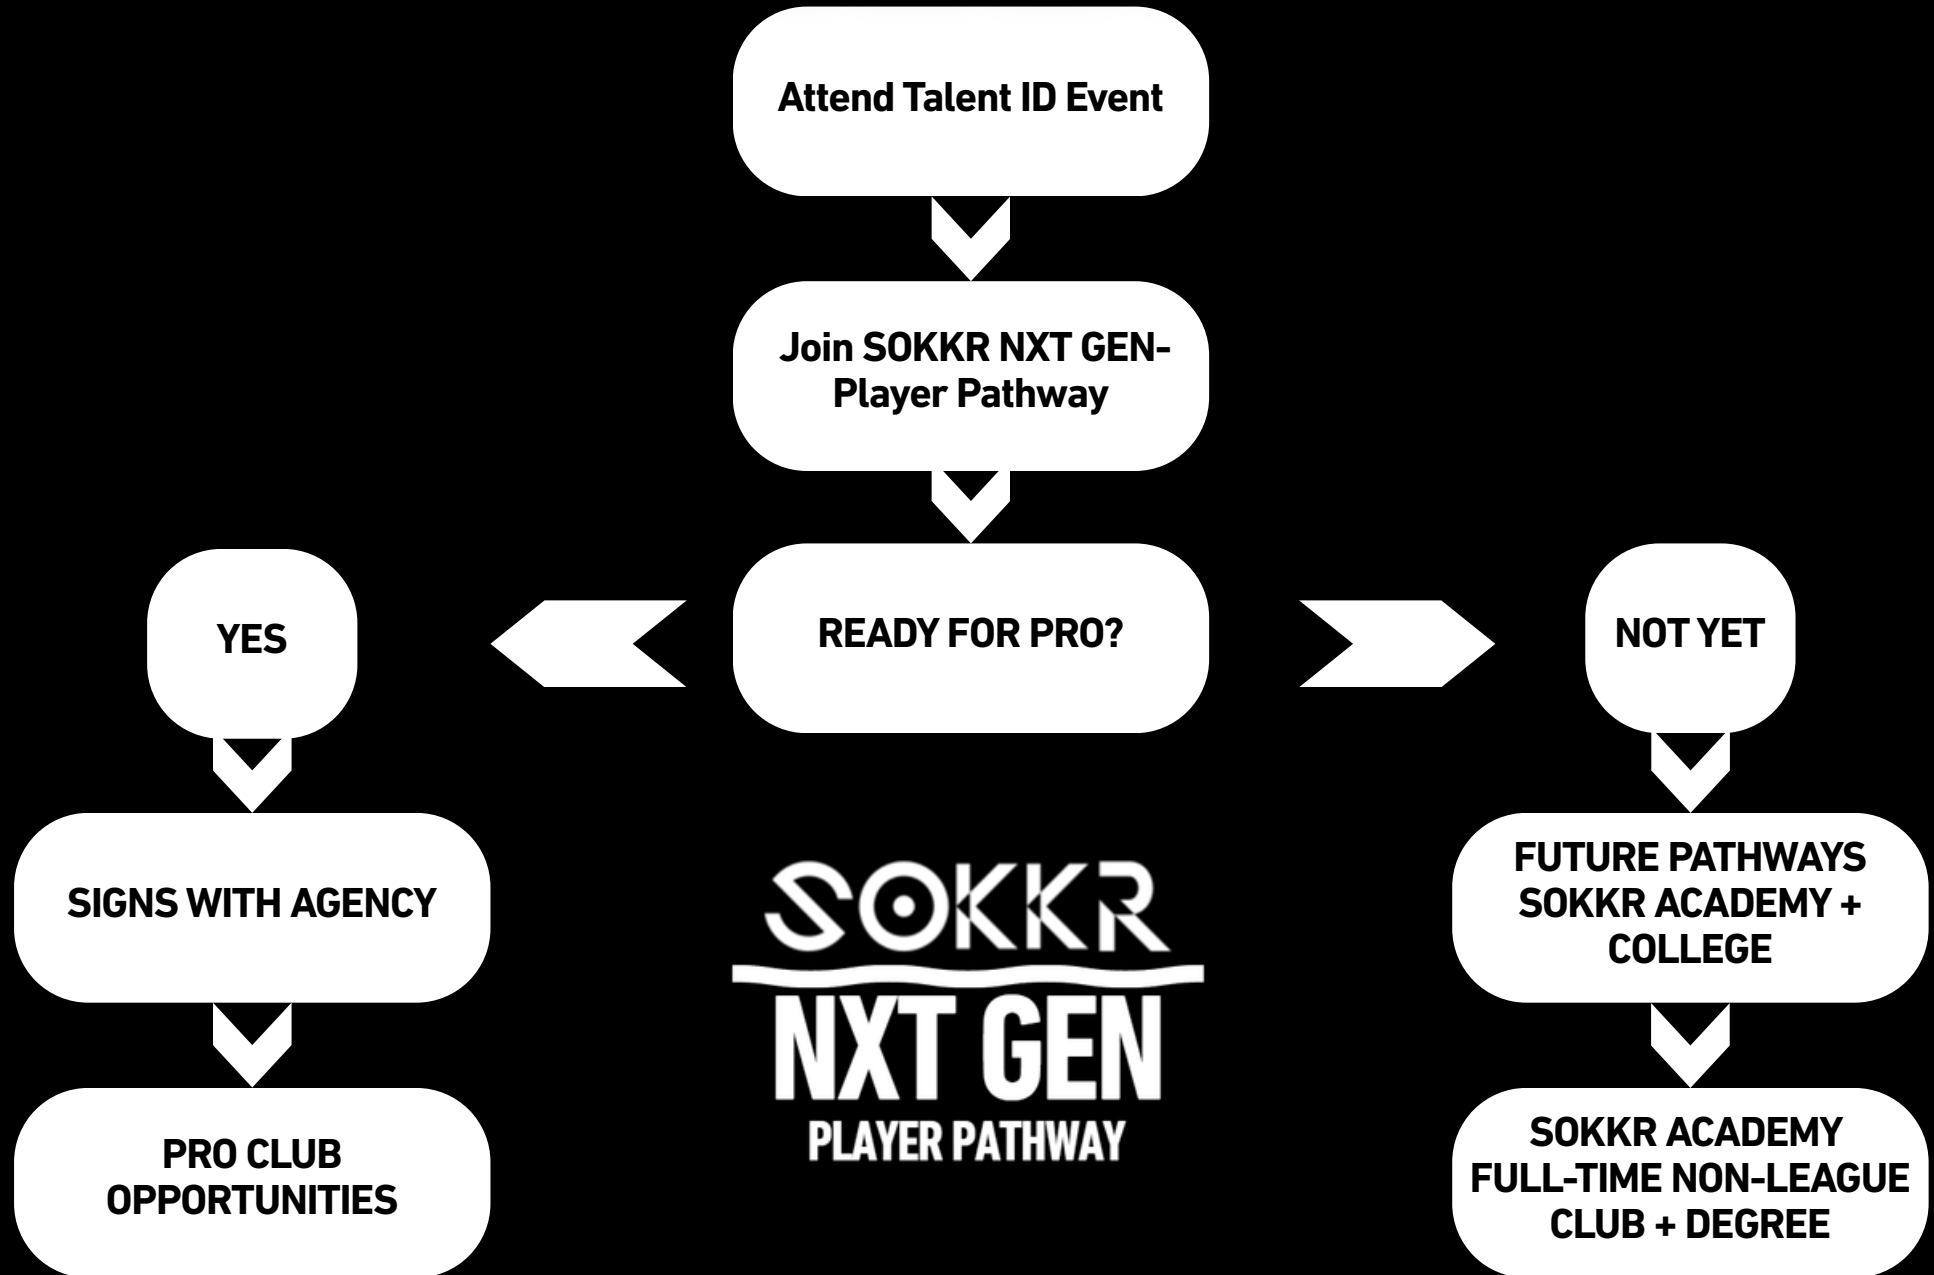 Attend Talent ID Event
Join SOKKR NXT GEN-
Player Pathway
READY FOR PRO?
YES
NOT YET
SIGNS WITH AGENCY
FUTURE PATHWAYS
SOKKR ACADEMY +
COLLEGE
PRO CLUB
OPPORTUNITIES
SOKKR ACADEMY
FULL-TIME NON-LEAGUE
CLUB + DEGREE
SOKKR
NXT GEN
PLAYER PATHWAY